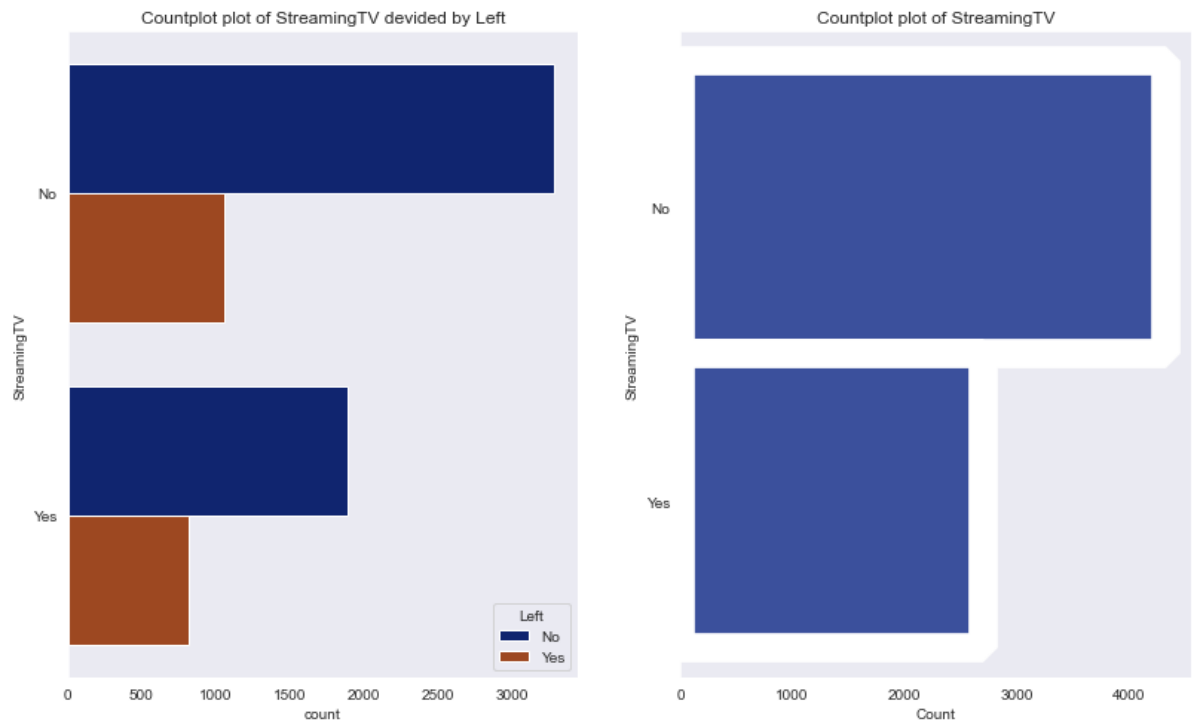 Countplot plot of StreamingTV devided by Left
No
Yes
StreamingTV
Left
No
Yes
0 500 1000 1500 2000 2500 3000
count
Countplot plot of StreamingTV
No
Yes
StreamingTV
0 1000 2000 3000 4000
Count